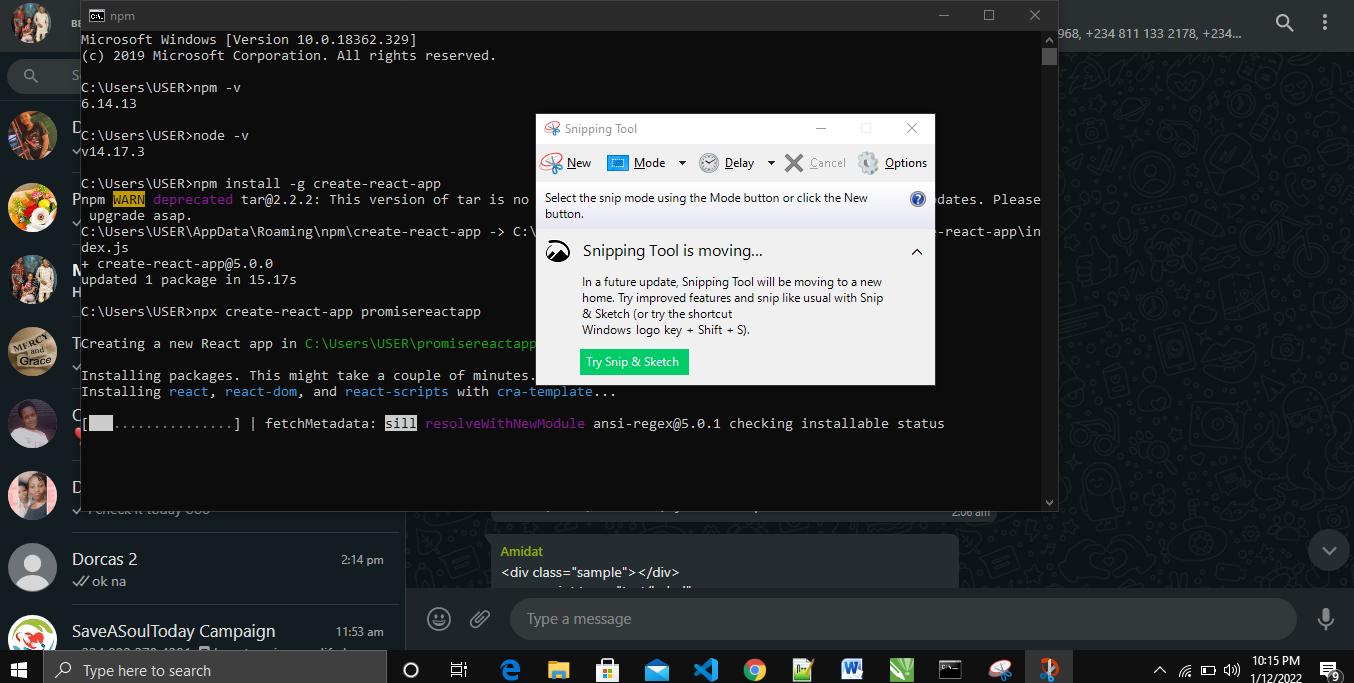 npm
Microsoft Windows [Version 10.0.18362.329]
(c) 2019 Microsoft Corporation. All rights reserved.
C:\Users\USER>npm -v
6.14.13
C:\Users\USER>node -v
v14.17.3
C:\Users\USER>npm install -g create-react-app
npm WARN deprecated tar@2.2.2: This version of tar is no
dates. Please
upgrade asap.
C:\Users\USER\AppData\Roaming\npm\create-react-app -> C:\
e-react-app\in
dex.js
+ create-react-app@5.0.0
updated 1 package in 15.17s
C:\Users\USER>npx create-react-app promisereactapp
Creating a new React app in C:\Users\USER\promisereactapp
Installing packages. This might take a couple of minutes.
Installing react, react-dom, and react-scripts with cra-template...
[ ...............] | fetchMetadata: sill resolveWithNewModule ansi-regex@5.0.1 checking installable status
Snipping Tool
New Mode Delay Cancel Options
Select the snip mode using the Mode button or click the New
button.
Snipping Tool is moving...
In a future update, Snipping Tool will be moving to a new
home. Try improved features and snip like usual with Snip
& Sketch (or try the shortcut
Windows logo key + Shift + S).
Try Snip & Sketch
968, +234 811 133 2178, +234...
MERCY
and
Grace
Dorcas 2
2:14 pm
ok na
SaveASoulToday Campaign
11:53 am
2:06 am
Amidat
<div class="sample"></div>
Type a message
Type here to search
10:15 PM
1/12/2022
9